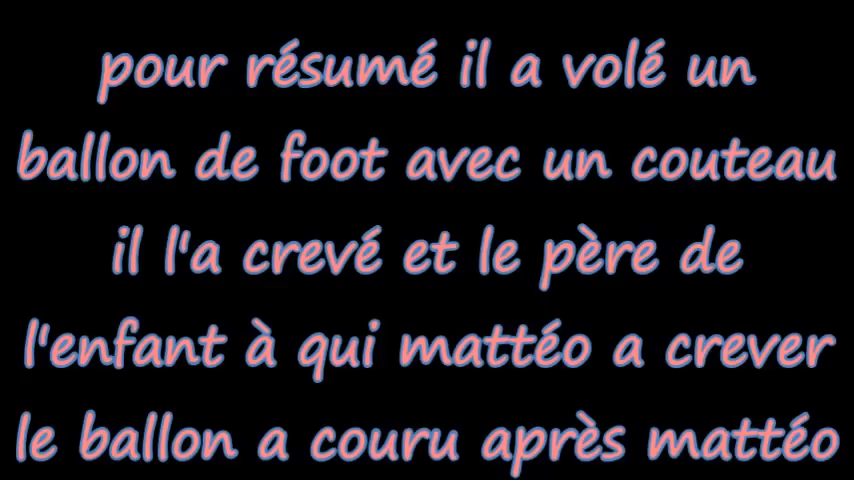 pour résumé il a volé un
ballon de foot avec un couteau
il l'a crevé et le père de
l'enfant à qui mattéo a crever
le ballon a couru après mattéo